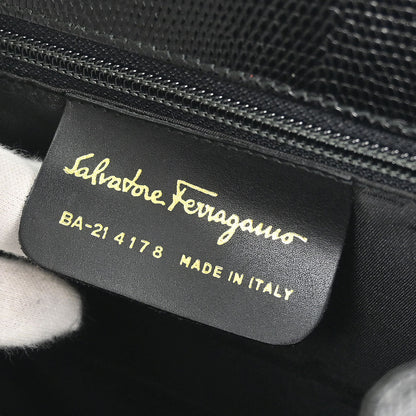 Salvatore Ferragamo
BA-21 4178 MADE IN ITALY